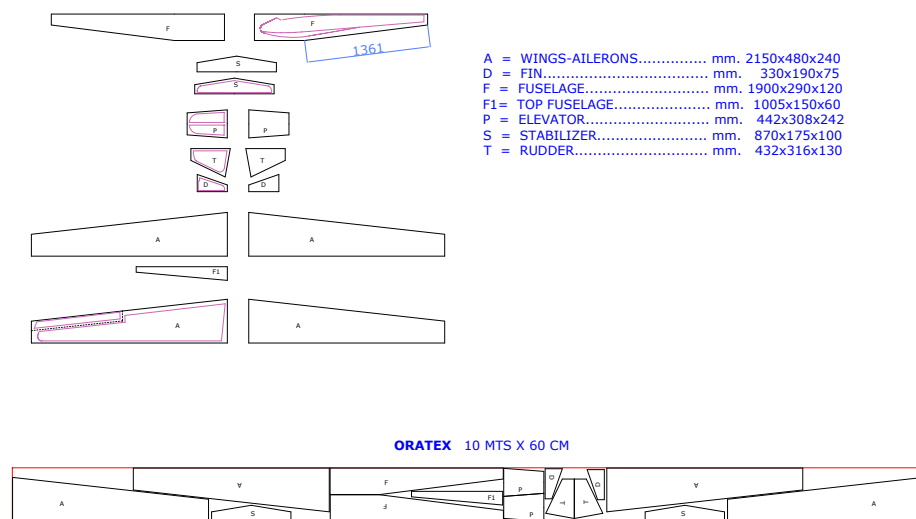 F
F
1361
S
S
P
P
T
T
D
D
A
A
F1
A
A
A = WINGS-AILERONS............... mm. 2150x480x240
D = FIN.................................... mm. 330x190x75
F = FUSELAGE........................... mm. 1900x290x120
F1= TOP FUSELAGE..................... mm. 1005x150x60
P = ELEVATOR........................... mm. 442x308x242
S = STABILIZER.......................... mm. 870x175x100
T = RUDDER............................. mm. 432x316x130
ORATEX 10 MTS X 60 CM
A
A
S
F
F
F1
P
P
D
T
T
D
A
S
A